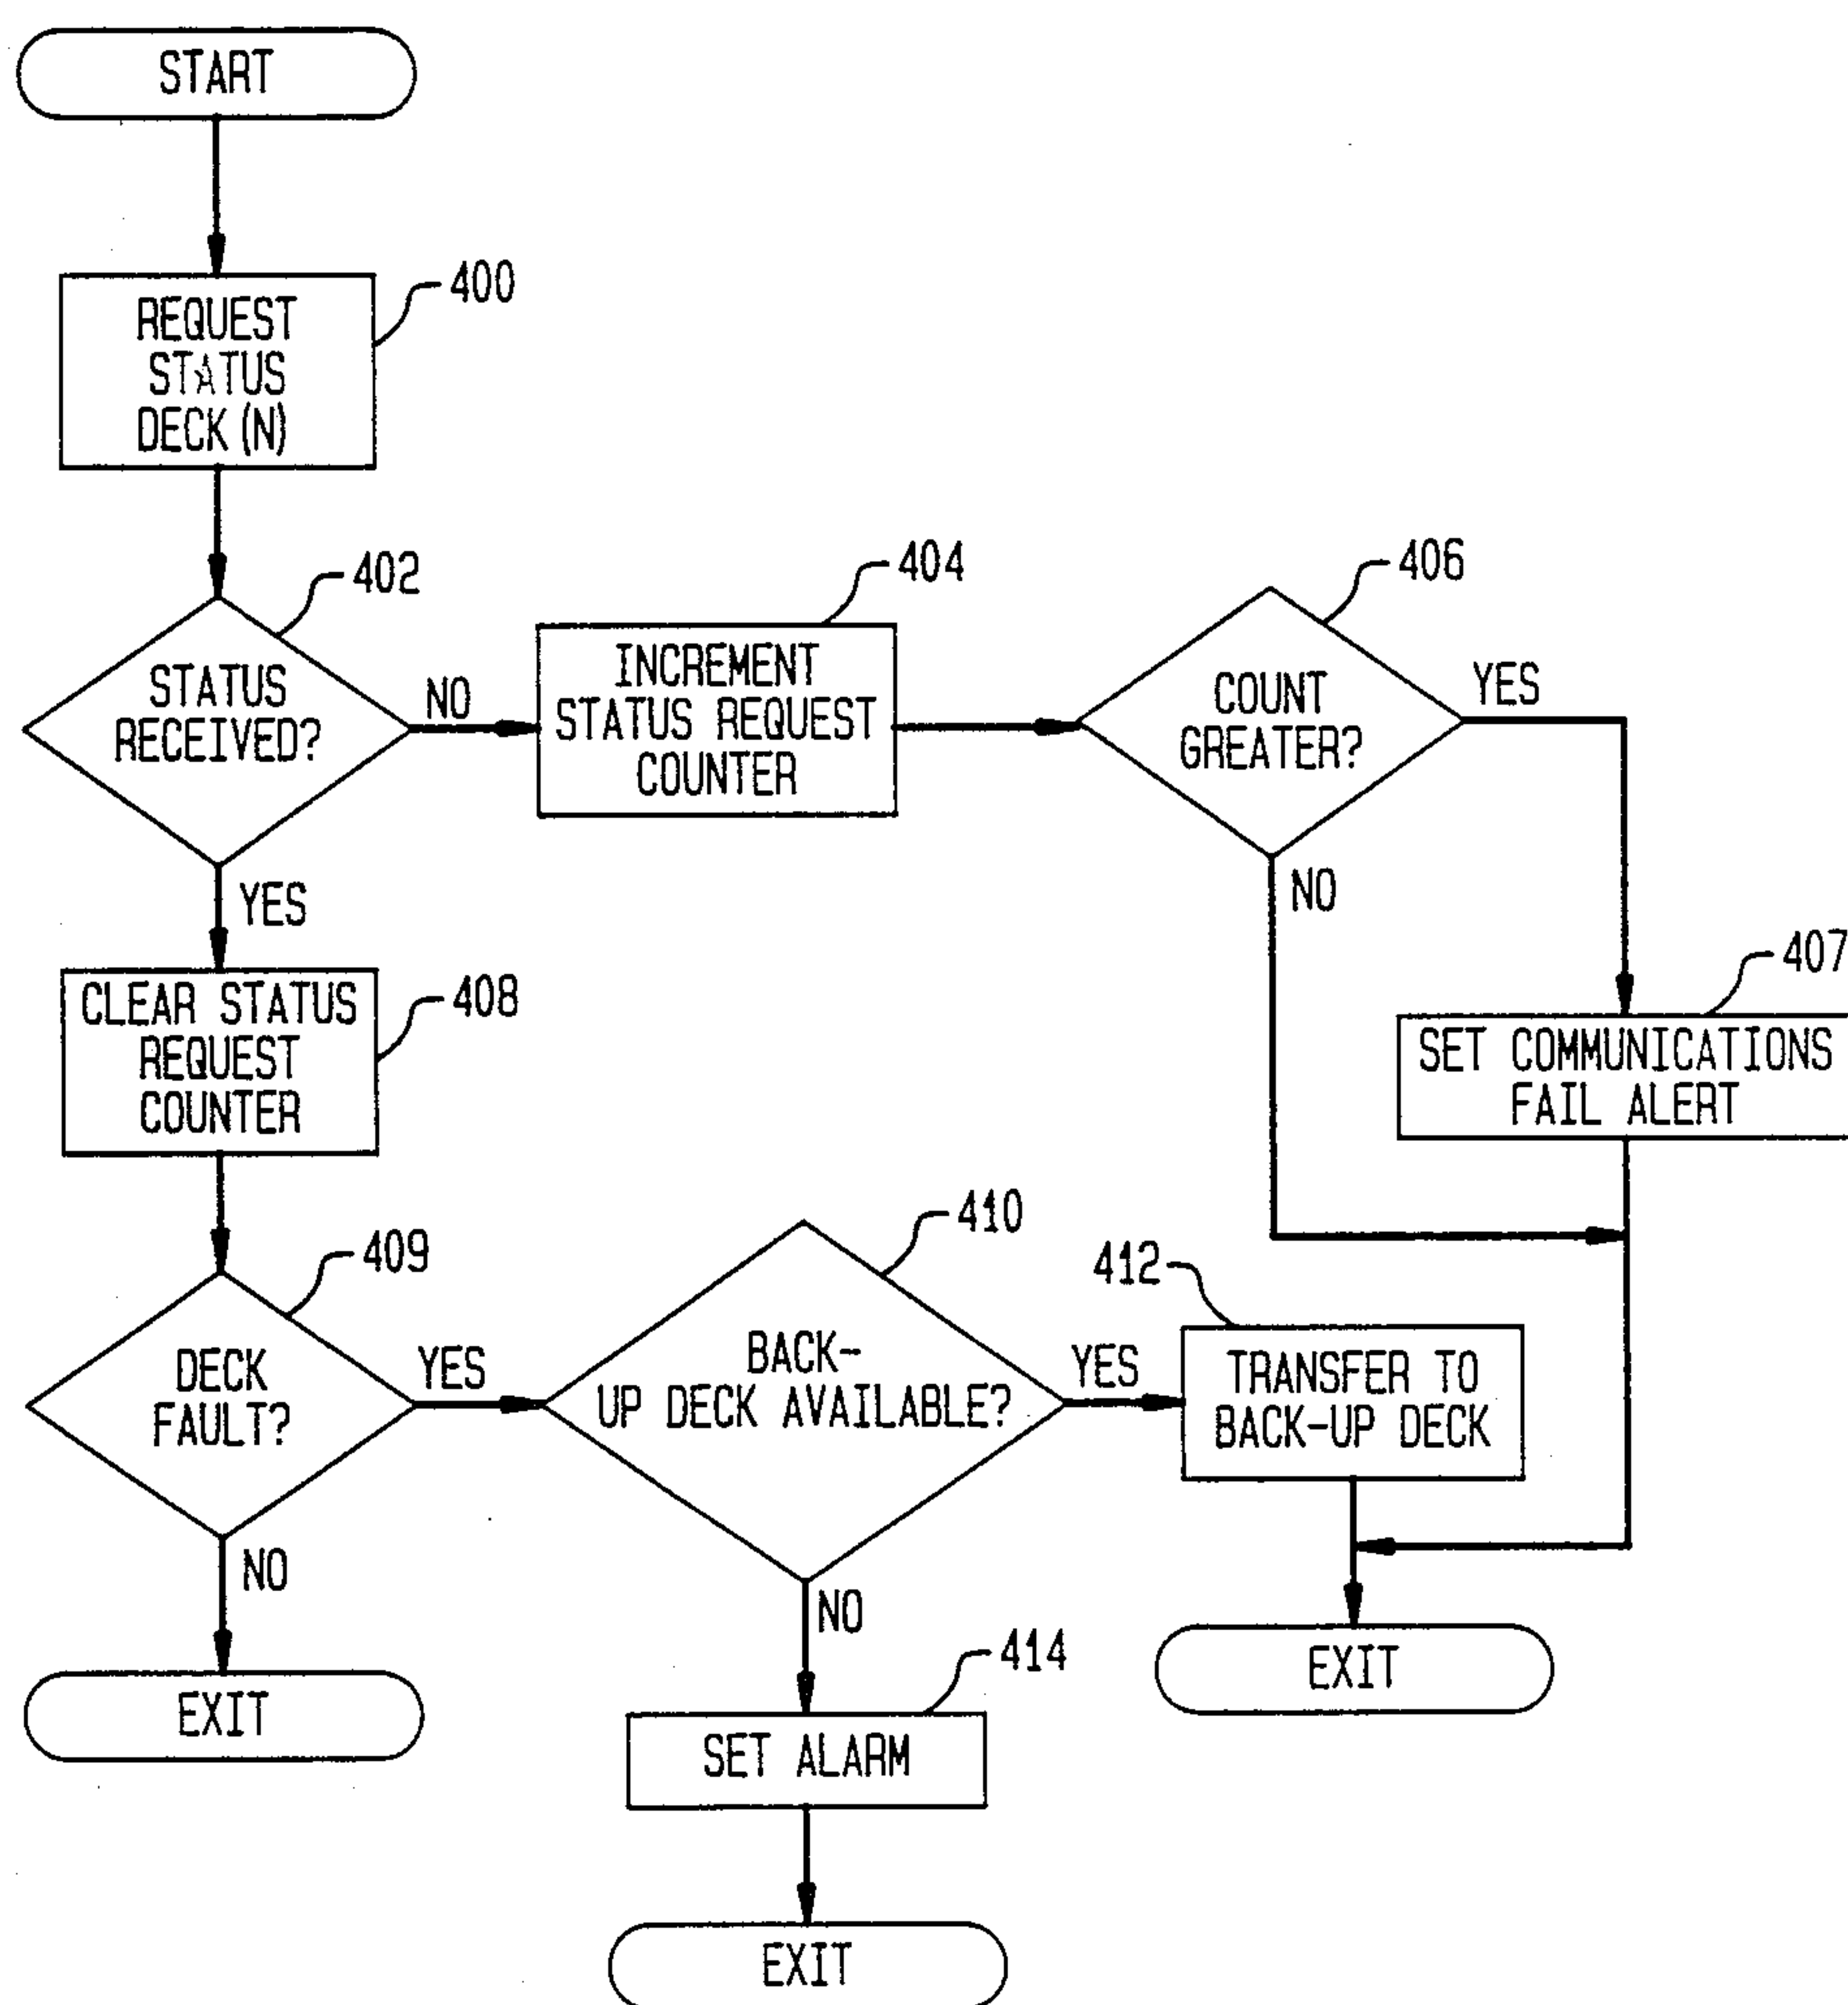 START
400
REQUEST
STATUS
DECK (N)
402
STATUS
RECEIVED?
NO
404
INCREMENT
STATUS REQUEST
COUNTER
406
COUNT
GREATER?
YES
NO
YES
407
SET COMMUNICATIONS
FAIL ALERT
408
CLEAR STATUS
REQUEST
COUNTER
409
DECK
FAULT?
YES
410
BACK-
UP DECK AVAILABLE?
YES
412
TRANSFER TO
BACK-UP DECK
EXIT
NO
EXIT
NO
414
SET ALARM
EXIT